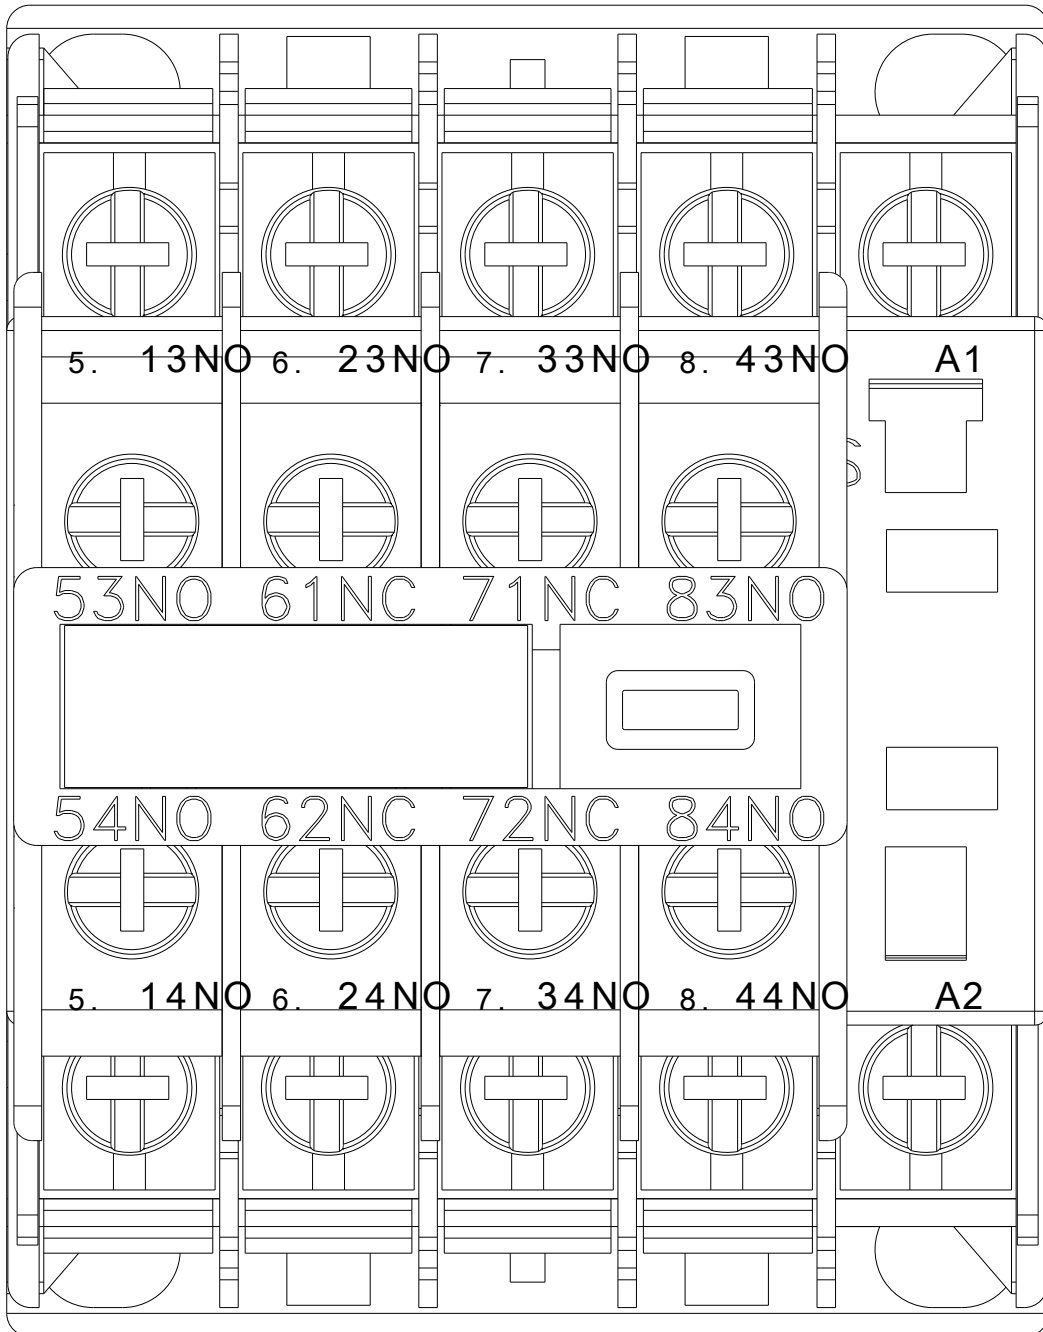 5. 13NO 6. 23NO 7. 33NO 8. 43NO A1
53NO 61NC 71NC 83NO
54NO 62NC 72NC 84NO
5. 14NO 6. 24NO 7. 34NO 8. 44NO A2